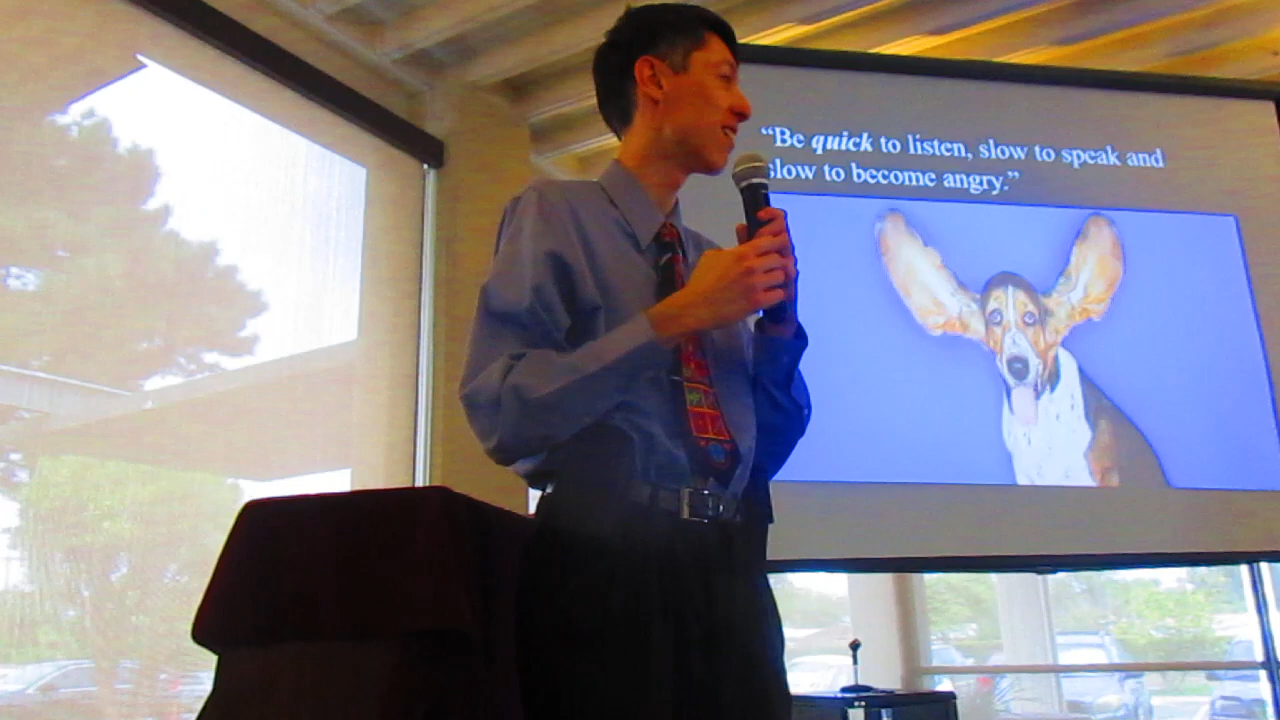 “Be quick to listen, slow to speak and
slow to become angry.”